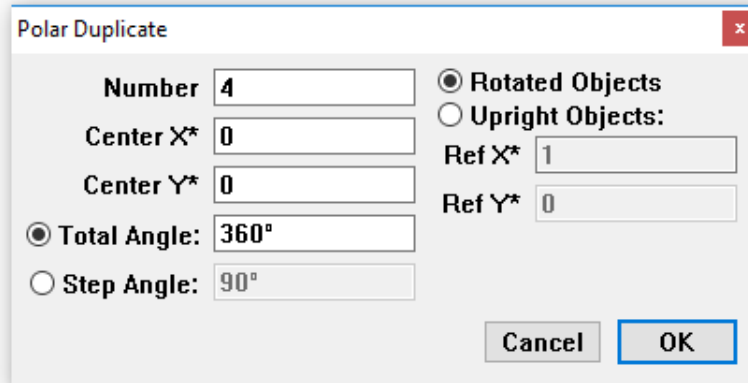 Polar Duplicate
x
Number 4
Center X* 0
Center Y* 0
Total Angle: 360°
Step Angle: 90°
Rotated Objects
Upright Objects:
Ref X* 1
Ref Y* 0
Cancel OK